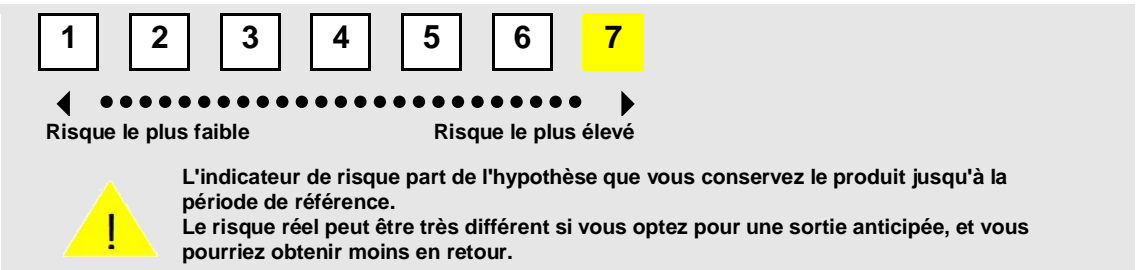 1 2 3 4 5 6 7
Risque le plus faible Risque le plus élevé
L'indicateur de risque part de l'hypothèse que vous conservez le produit jusqu'à la
période de référence.
Le risque réel peut être très différent si vous optez pour une sortie anticipée, et vous
pourriez obtenir moins en retour.
!